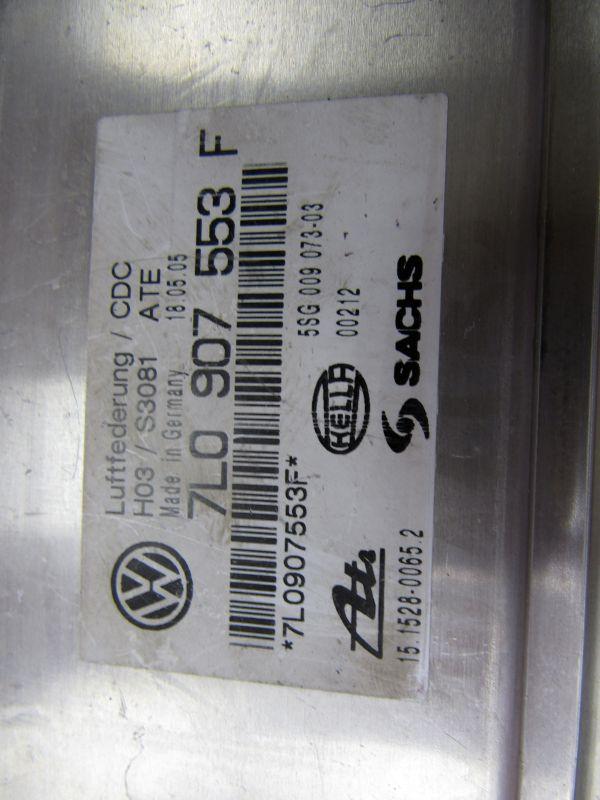 Luftfederung / CDC
H03 / S3081 ATE
Made in Germany 18.05.05
7L0 907 553 F
*7L0907553F*
5SG 009 073-03
00212
Ate
HELLA
SACHS
15.1528-0065.2